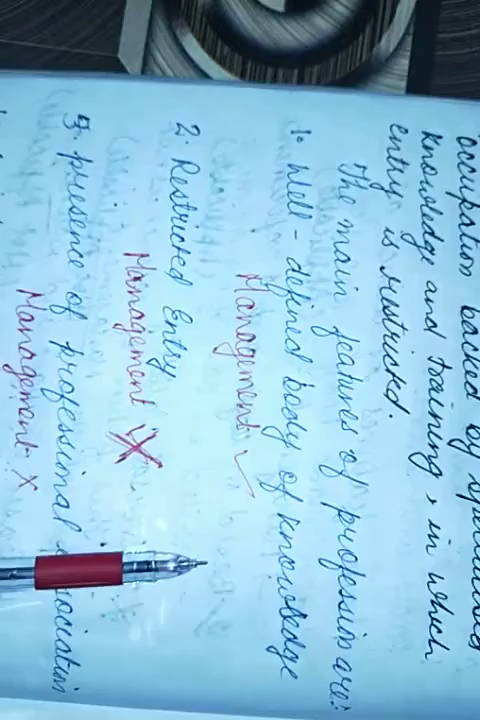 occupation backed by specialised
knowledge and training, in which
entry is restricted.
The main features of profession are:
1. Well-defined body of knowledge
Management ✓
2. Restricted Entry
Management X
3. presence of professional association
Management X